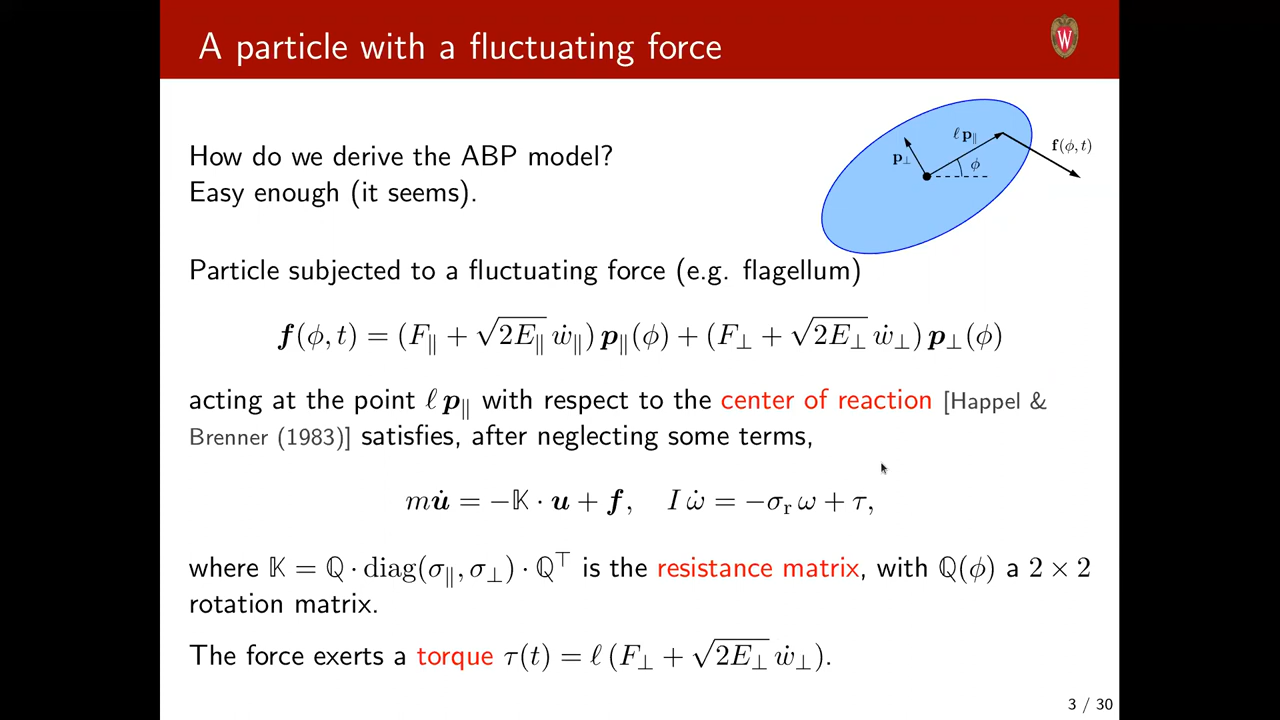 A particle with a fluctuating force
W
How do we derive the ABP model?
Easy enough (it seems).
p⊥
ℓ p∥
ϕ
f(ϕ, t)
Particle subjected to a fluctuating force (e.g. flagellum)
f(ϕ, t) = (F∥ + √2E∥ ẇ∥) p∥(ϕ) + (F⊥ + √2E⊥ ẇ⊥) p⊥(ϕ)
acting at the point ℓ p∥ with respect to the center of reaction [Happel &
Brenner (1983)] satisfies, after neglecting some terms,
mu̇ = −𝕂 · u + f, I ω̇ = −σr ω + τ,
where 𝕂 = ℚ · diag(σ∥, σ⊥) · ℚ⊤ is the resistance matrix, with ℚ(ϕ) a 2 × 2
rotation matrix.
The force exerts a torque τ(t) = ℓ (F⊥ + √2E⊥ ẇ⊥).
3 / 30